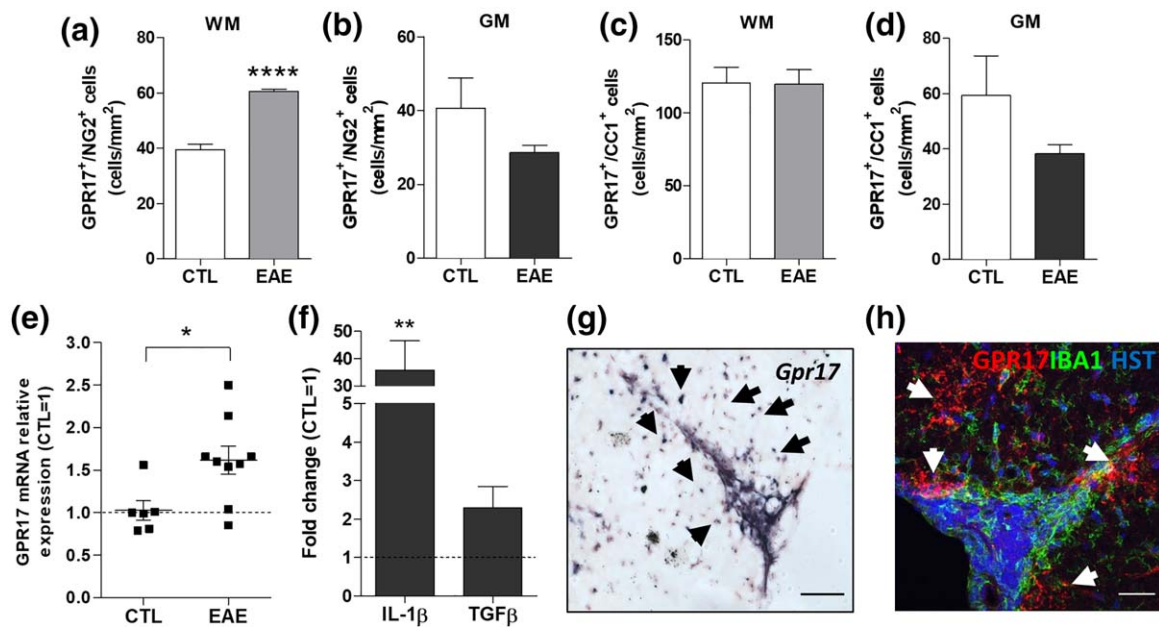 (a)
WM
GPR17⁺/NG2⁺ cells
(cells/mm²)
80
60
40
20
0
****
CTL
EAE
(b)
GM
GPR17⁺/NG2⁺ cells
(cells/mm²)
60
40
20
0
CTL
EAE
(c)
WM
GPR17⁺/CC1⁺ cells
(cells/mm²)
150
125
100
50
0
CTL
EAE
(d)
GM
GPR17⁺/CC1⁺ cells
(cells/mm²)
80
60
40
20
0
CTL
EAE
(e)
GPR17 mRNA relative
expression (CTL=1)
3.0
2.5
2.0
1.5
1.0
0.5
0.0
*
CTL
EAE
(f)
Fold change (CTL=1)
50
40
30
5
4
3
2
1
0
**
IL-1β
TGFβ
(g)
Gpr17
(h)
GPR17IBA1 HST